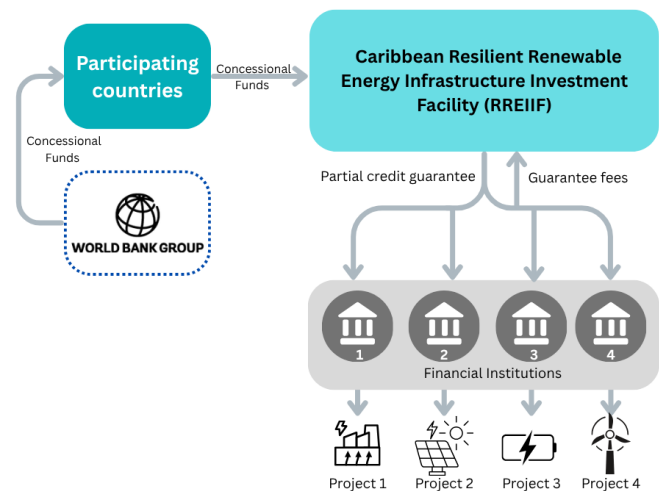 Participating
countries
Concessional
Funds
Caribbean Resilient Renewable
Energy Infrastructure Investment
Facility (RREIIF)
Concessional
Funds
WORLD BANK GROUP
Partial credit guarantee
Guarantee fees
1
2
3
4
Financial Institutions
Project 1
Project 2
Project 3
Project 4